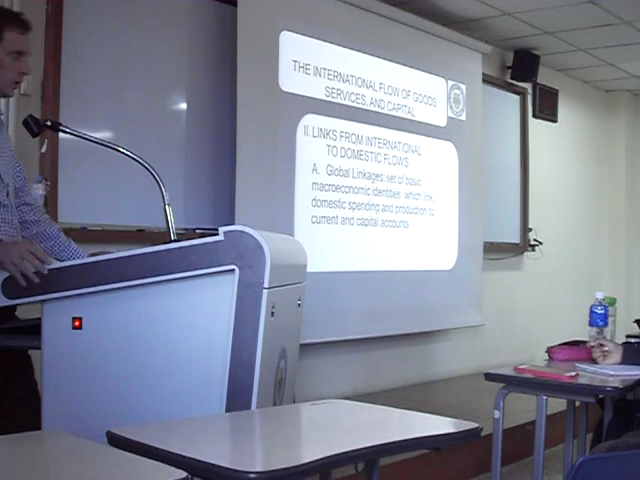 THE INTERNATIONAL FLOW OF GOODS,
SERVICES, AND CAPITAL
II. LINKS FROM INTERNATIONAL
TO DOMESTIC FLOWS
A. Global Linkages: set of basic
macroeconomic identities, which link
domestic spending and production to
current and capital accounts